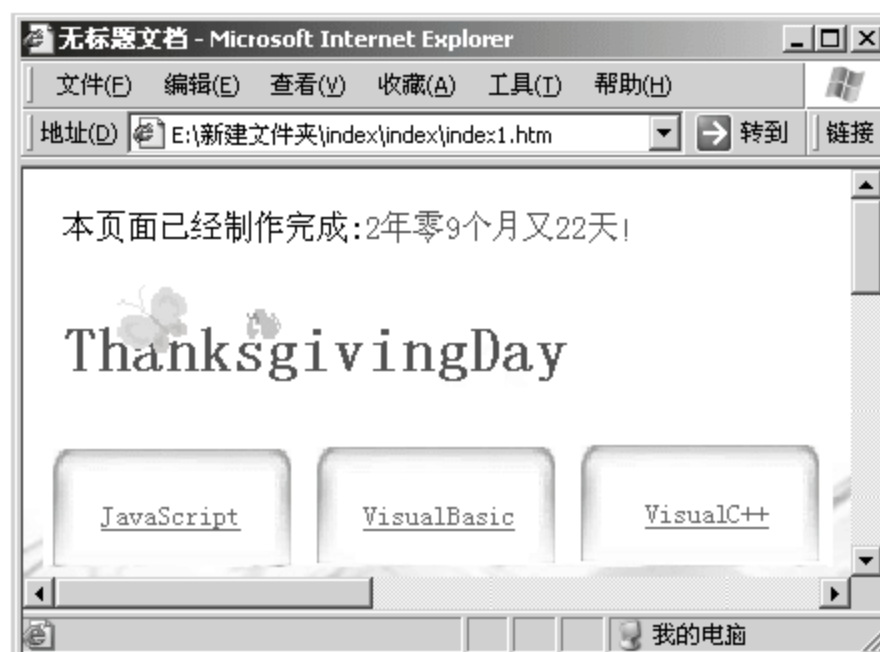 无标题文档 - Microsoft Internet Explorer
文件(F) 编辑(E) 查看(V) 收藏(A) 工具(T) 帮助(H)
地址(D) E:\新建文件夹\index\index\index1.htm 转到 链接
本页面已经制作完成:2年零9个月又22天!
ThanksgivingDay
JavaScript VisualBasic VisualC++
我的电脑